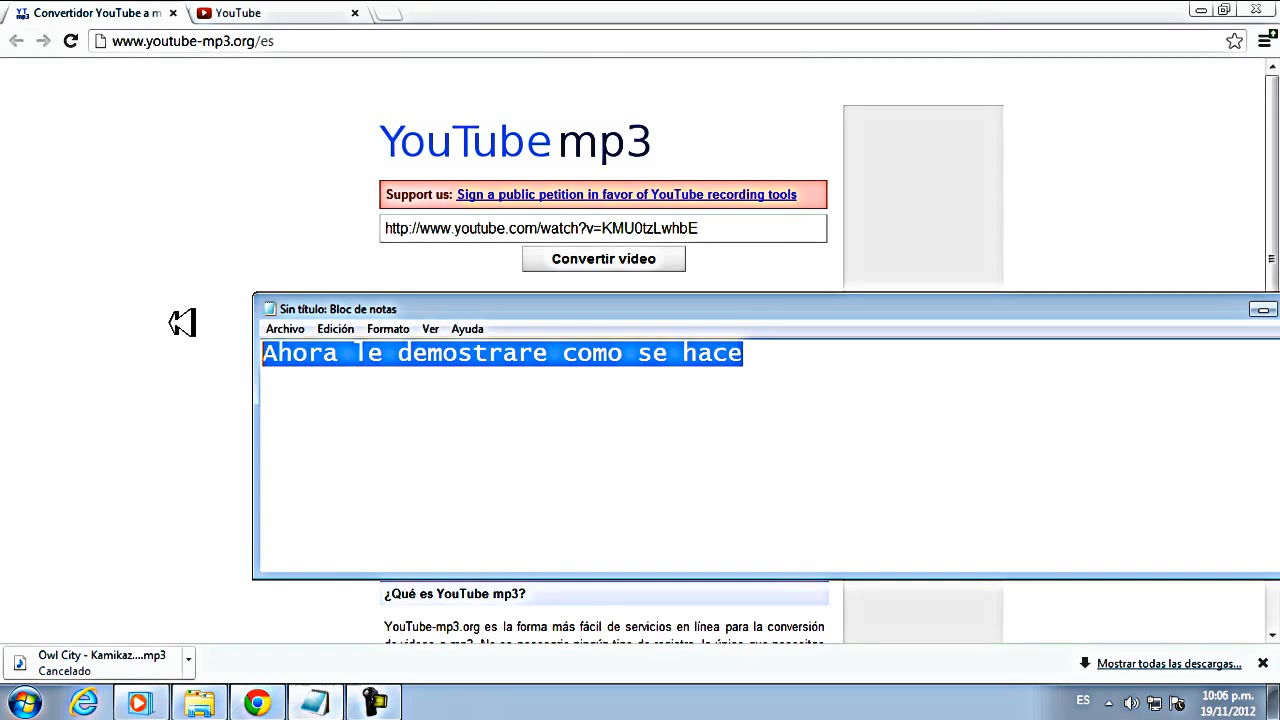 Convertidor YouTube a m
YouTube
www.youtube-mp3.org/es
YouTube mp3
Support us: Sign a public petition in favor of YouTube recording tools
http://www.youtube.com/watch?v=KMU0tzLwhbE
Convertir vídeo
Sin título: Bloc de notas
Archivo Edición Formato Ver Ayuda
Ahora le demostrare como se hace
¿Qué es YouTube mp3?
YouTube-mp3.org es la forma más fácil de servicios en línea para la conversión
Owl City - Kamikaz....mp3
Cancelado
Mostrar todas las descargas...
ES
10:06 p.m.
19/11/2012